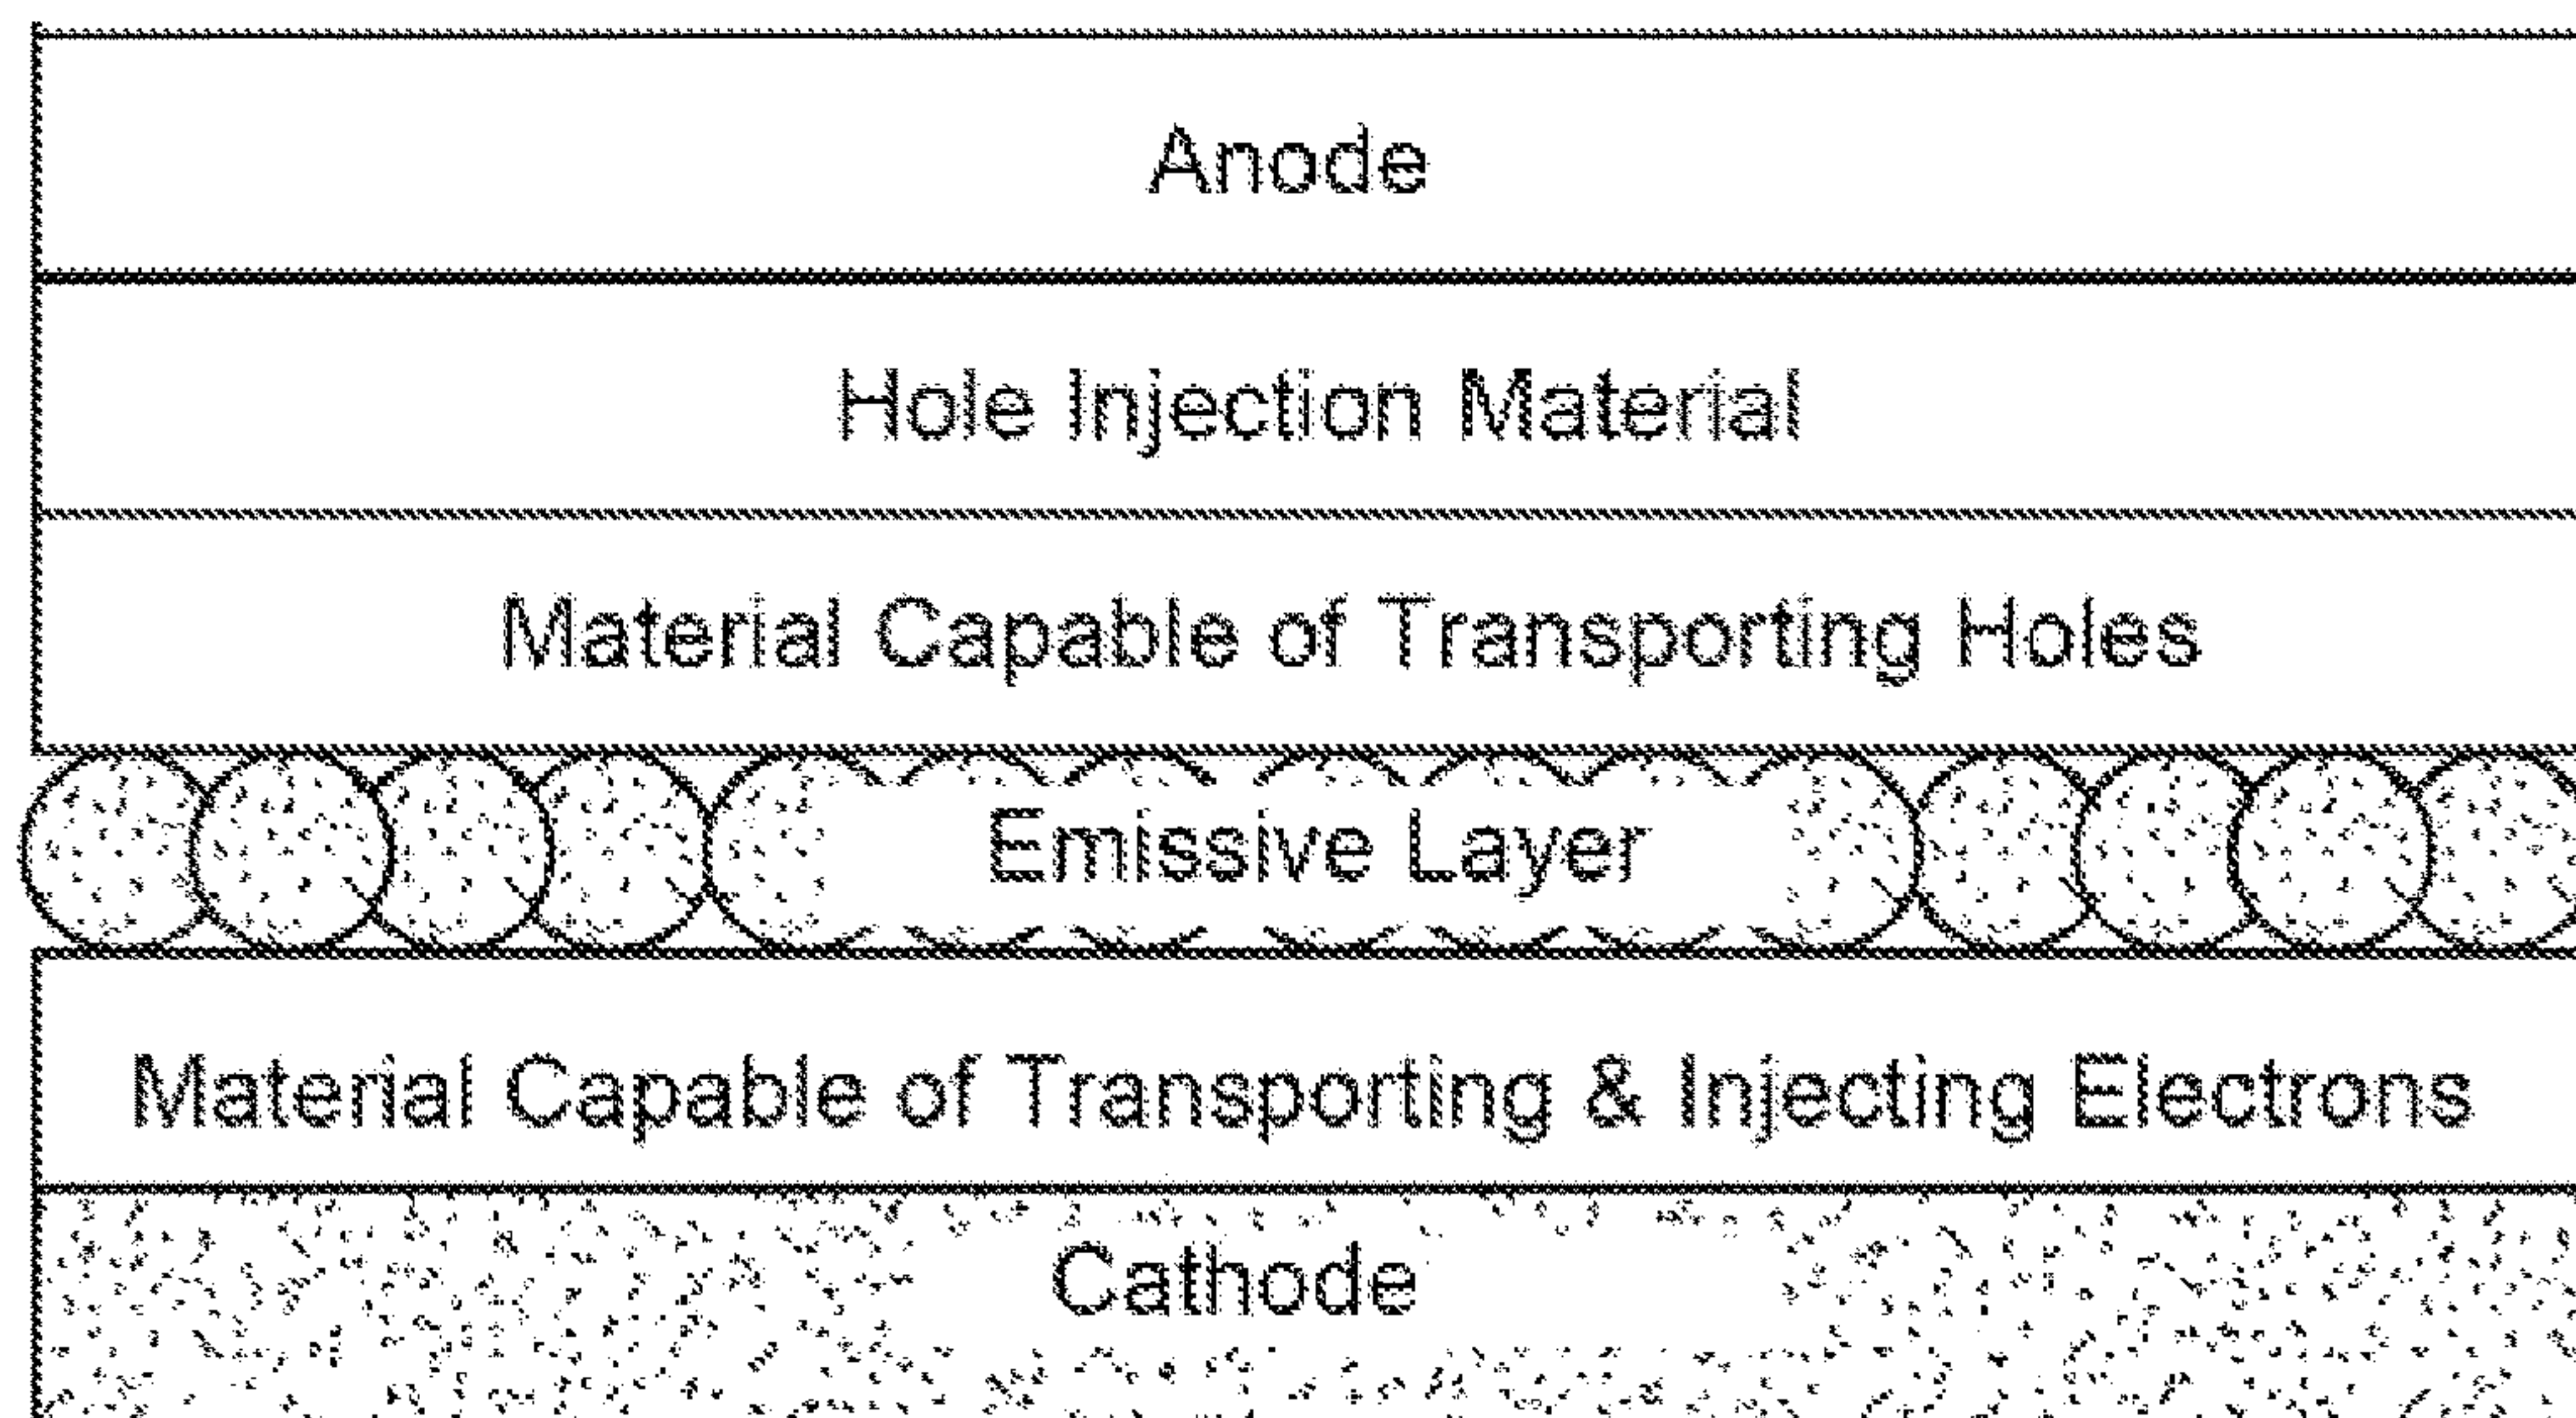 Anode
Hole Injection Material
Material Capable of Transporting Holes
Emissive Layer
Material Capable of Transporting & Injecting Electrons
Cathode